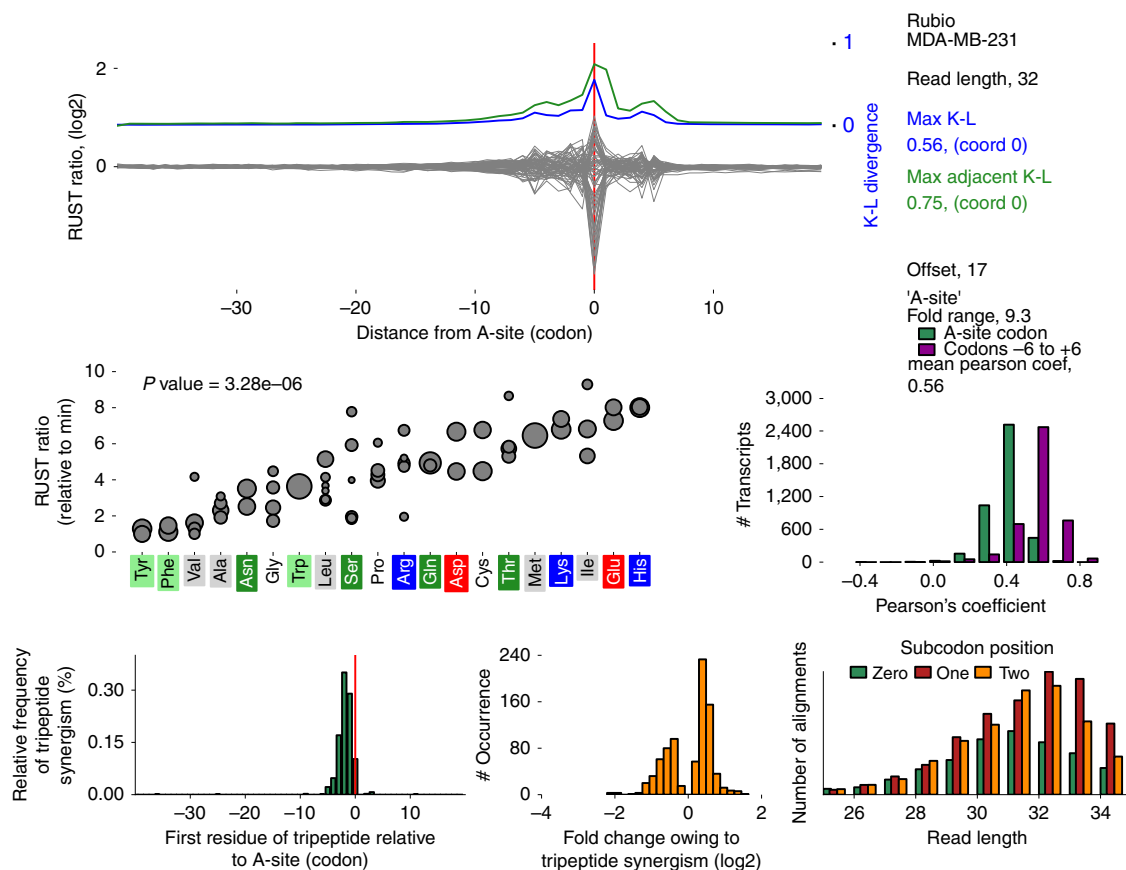 Rubio
MDA-MB-231
Read length, 32
Max K-L
0.56, (coord 0)
Max adjacent K-L
0.75, (coord 0)
Offset, 17
'A-site'
Fold range, 9.3
A-site codon
Codons –6 to +6
mean pearson coef,
0.56
RUST ratio, (log2)
2
0
1
0
K-L divergence
–30 –20 –10 0 10
Distance from A-site (codon)
P value = 3.28e–06
RUST ratio
(relative to min)
10
8
6
4
2
0
Tyr Phe Val Ala Asn Gly Trp Leu Ser Pro Arg Gln Asp Cys Thr Met Lys Ile Glu His
# Transcripts
3,000
2,400
1,800
1,200
600
0
–0.4 0.0 0.4 0.8
Pearson's coefficient
Relative frequency
of tripeptide
synergism (%)
0.30
0.15
0.00
–30 –20 –10 0 10
First residue of tripeptide relative
to A-site (codon)
# Occurrence
240
160
80
0
–4 –2 0 2
Fold change owing to
tripeptide synergism (log2)
Subcodon position
Zero One Two
Number of alignments
26 28 30 32 34
Read length